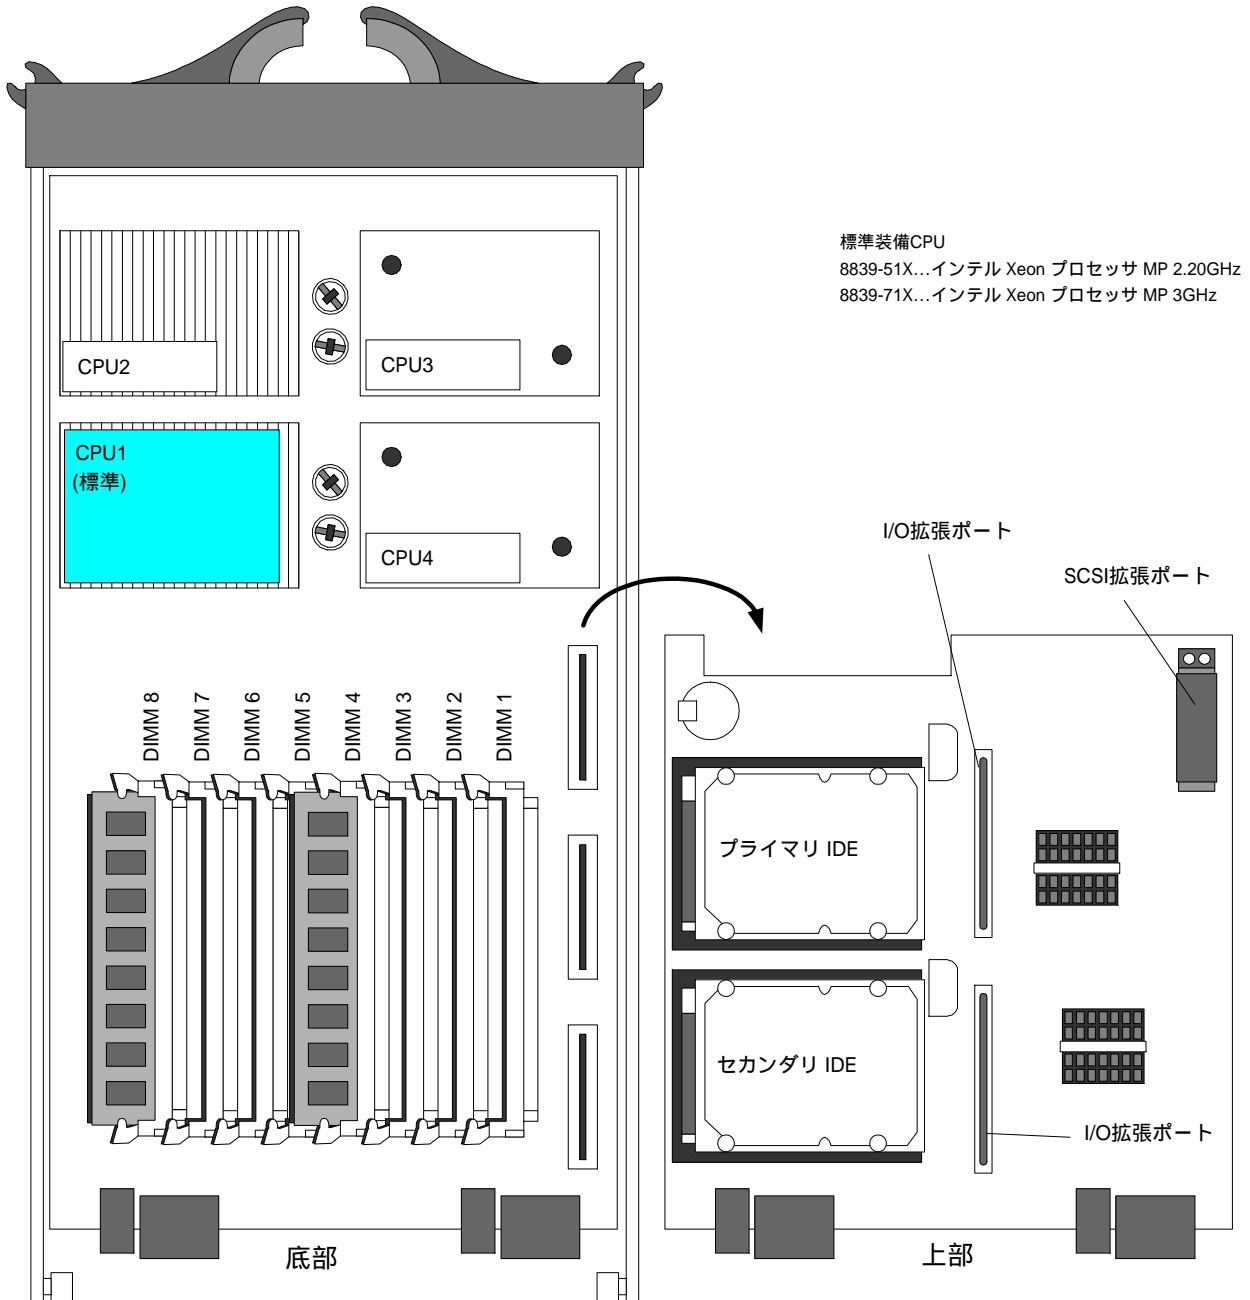 標準装備CPU
8839-51X...インテル Xeon プロセッサ MP 2.20GHz
8839-71X...インテル Xeon プロセッサ MP 3GHz
CPU2
CPU3
CPU1
(標準)
CPU4
I/O拡張ポート
SCSI拡張ポート
DIMM 8
DIMM 7
DIMM 6
DIMM 5
DIMM 4
DIMM 3
DIMM 2
DIMM 1
プライマリ IDE
セカンダリ IDE
I/O拡張ポート
底部
上部